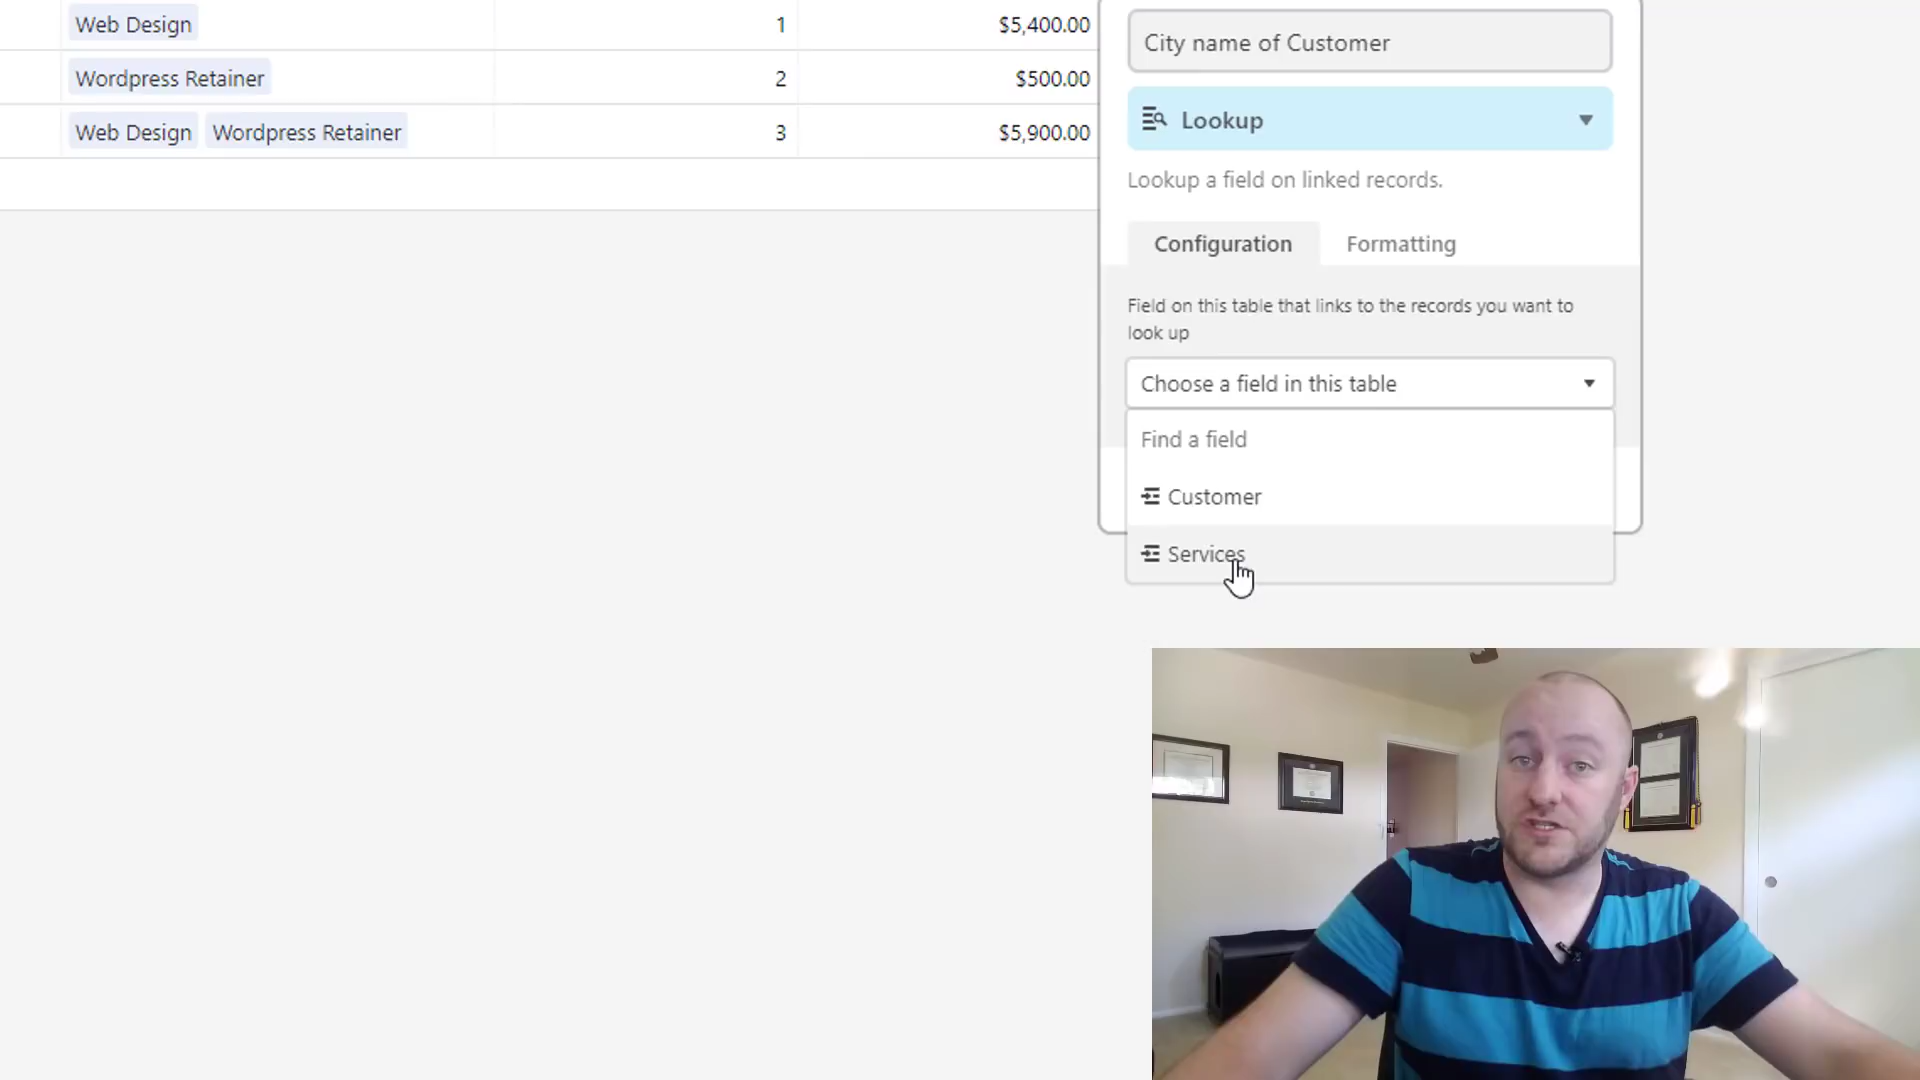 Web Design 1 $5,400.00
Wordpress Retainer 2 $500.00
Web Design Wordpress Retainer 3 $5,900.00
City name of Customer
Lookup
Lookup a field on linked records.
Configuration Formatting
Field on this table that links to the records you want to
look up
Choose a field in this table
Find a field
Customer
Services